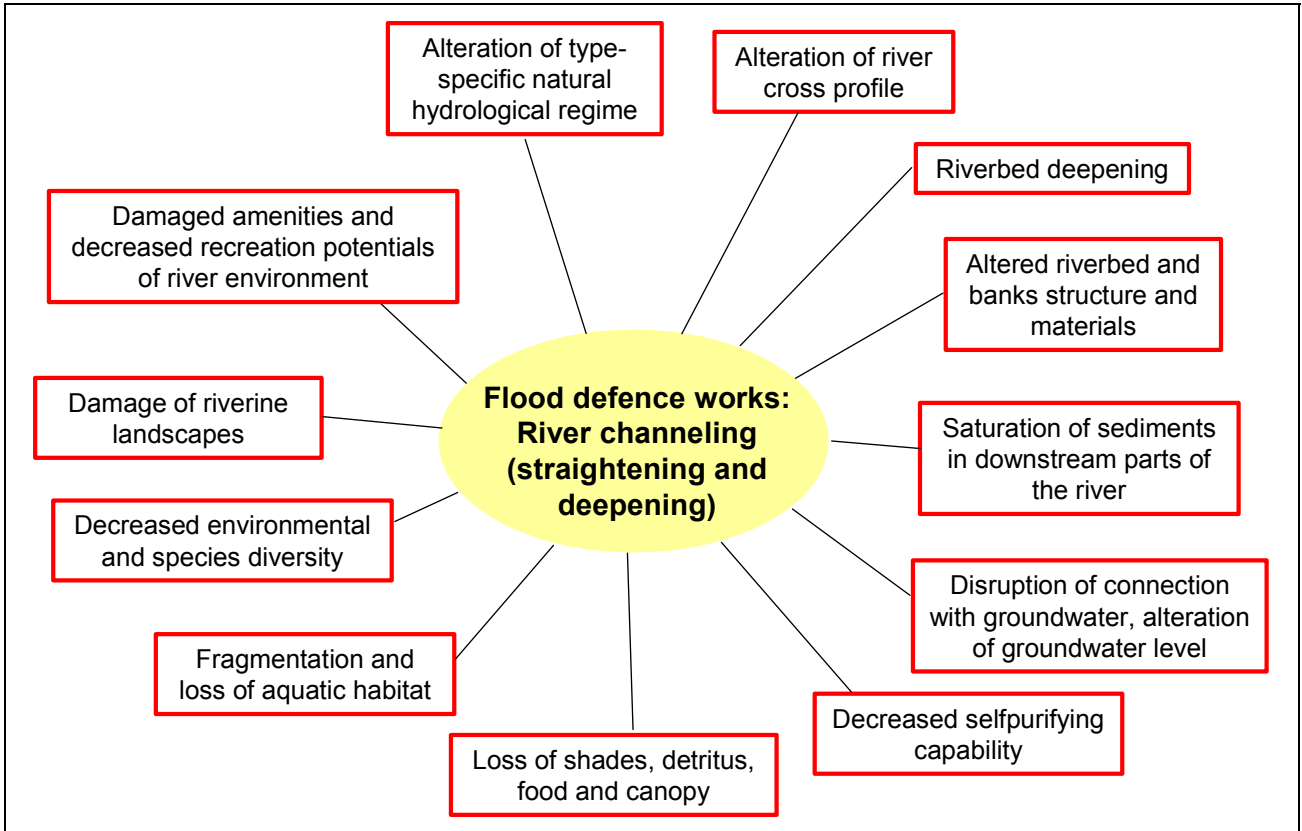 Alteration of type-
specific natural
hydrological regime
Alteration of river
cross profile
Riverbed deepening
Damaged amenities and
decreased recreation potentials
of river environment
Altered riverbed and
banks structure and
materials
Flood defence works:
River channeling
(straightening and
deepening)
Damage of riverine
landscapes
Saturation of sediments
in downstream parts of
the river
Decreased environmental
and species diversity
Disruption of connection
with groundwater, alteration
of groundwater level
Fragmentation and
loss of aquatic habitat
Decreased selfpurifying
capability
Loss of shades, detritus,
food and canopy